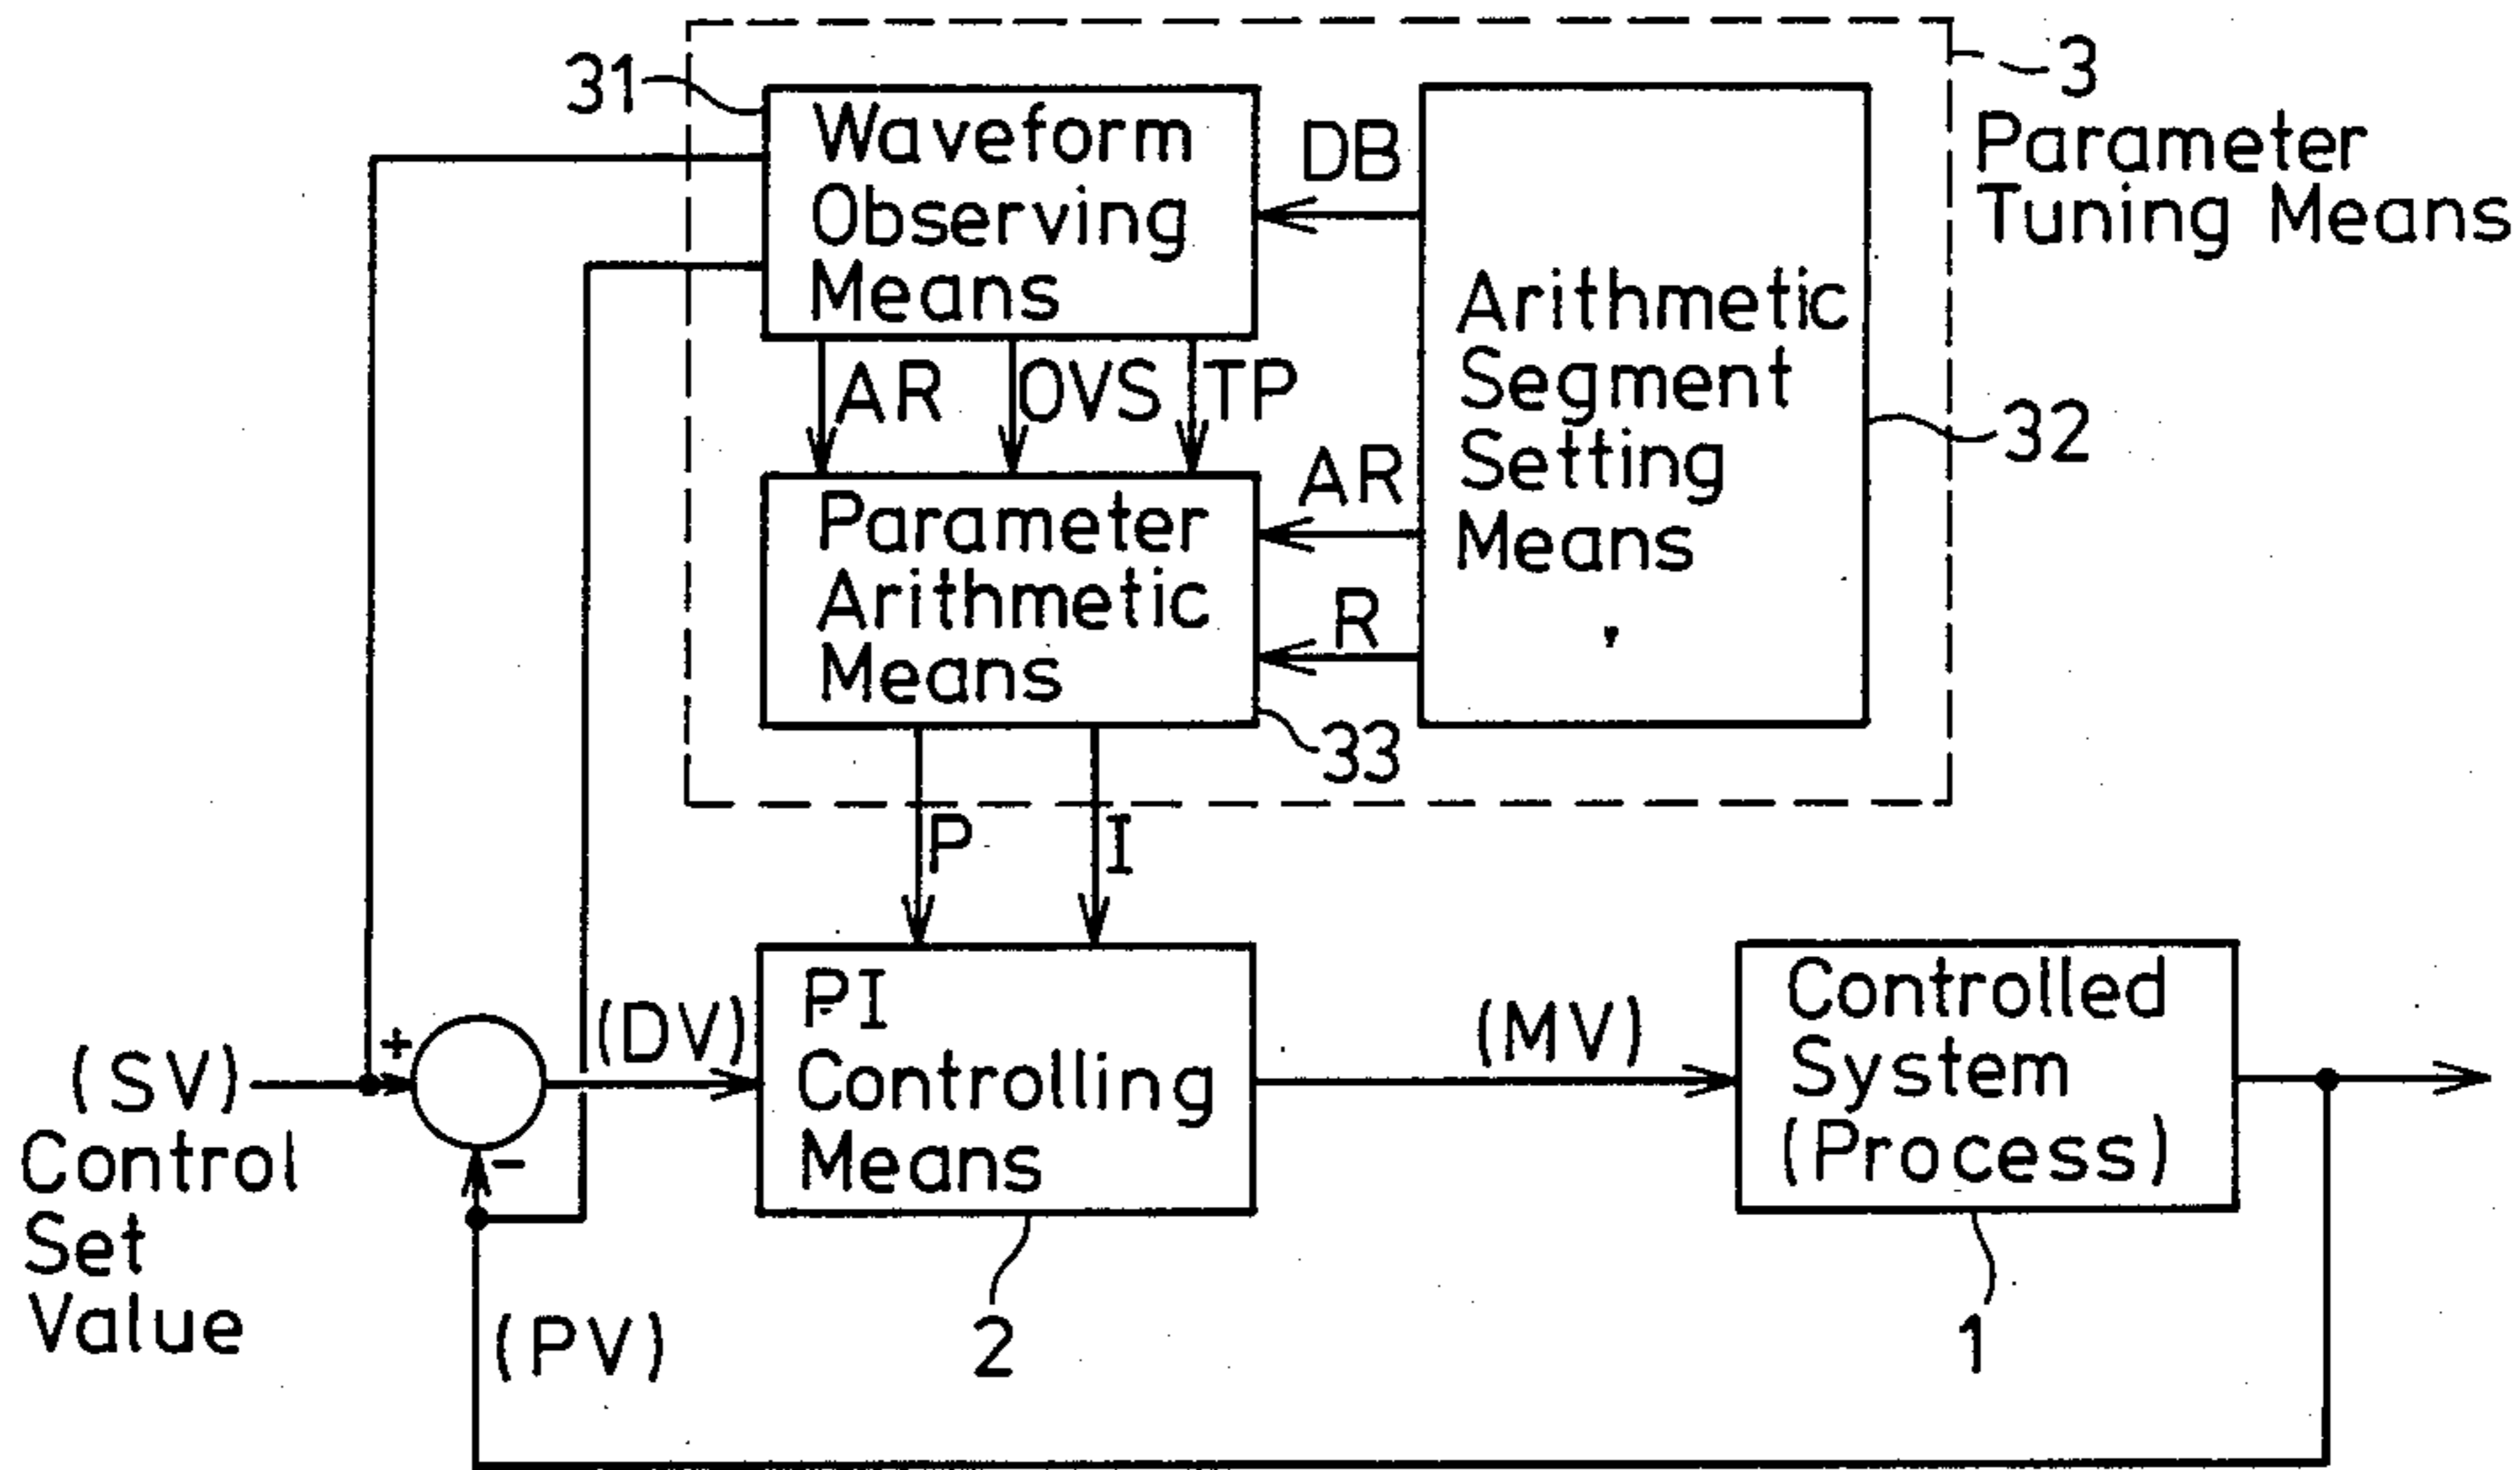 31
Waveform
Observing
Means
DB
3
Parameter
Tuning Means
Arithmetic
Segment
Setting
Means
32
AR
OVS
TP
AR
R
Parameter
Arithmetic
Means
33
P
I
(SV)
Control
Set
Value
+
-
(DV)
PI
Controlling
Means
2
(MV)
Controlled
System
(Process)
1
(PV)